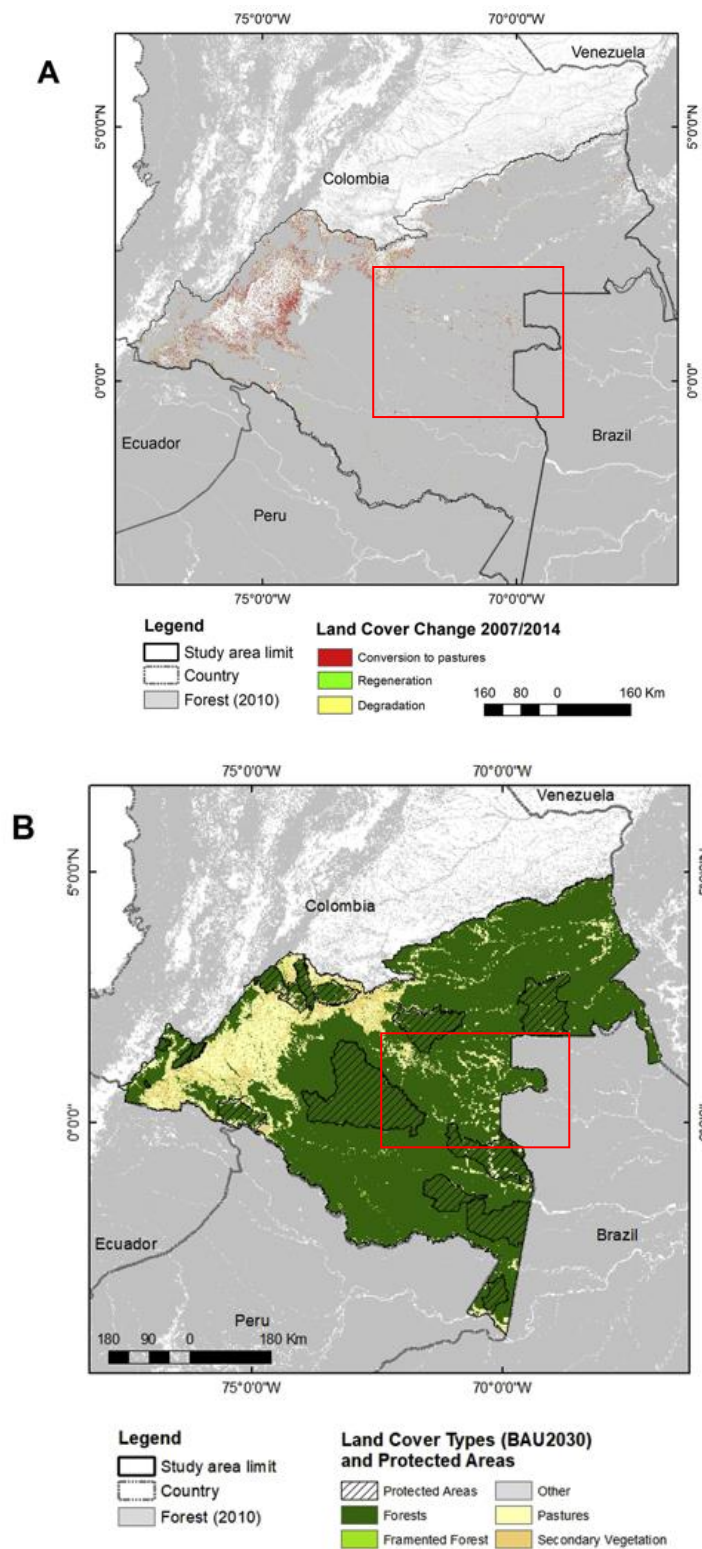 75°0'0"W 70°0'0"W
A
Venezuela
5°0'0"N 5°0'0"N
Colombia
0°0'0" 0°0'0"
Ecuador
Brazil
Peru
75°0'0"W 70°0'0"W
Legend
Study area limit
Country
Forest (2010)
Land Cover Change 2007/2014
Conversion to pastures
Regeneration
Degradation
160 80 0 160 Km
75°0'0"W 70°0'0"W
B
Venezuela
5°0'0"N
Colombia
0°0'0"
Ecuador
Brazil
Peru
180 90 0 180 Km
75°0'0"W 70°0'0"W
Legend
Study area limit
Country
Forest (2010)
Land Cover Types (BAU2030)
and Protected Areas
Protected Areas
Forests
Framented Forest
Other
Pastures
Secondary Vegetation